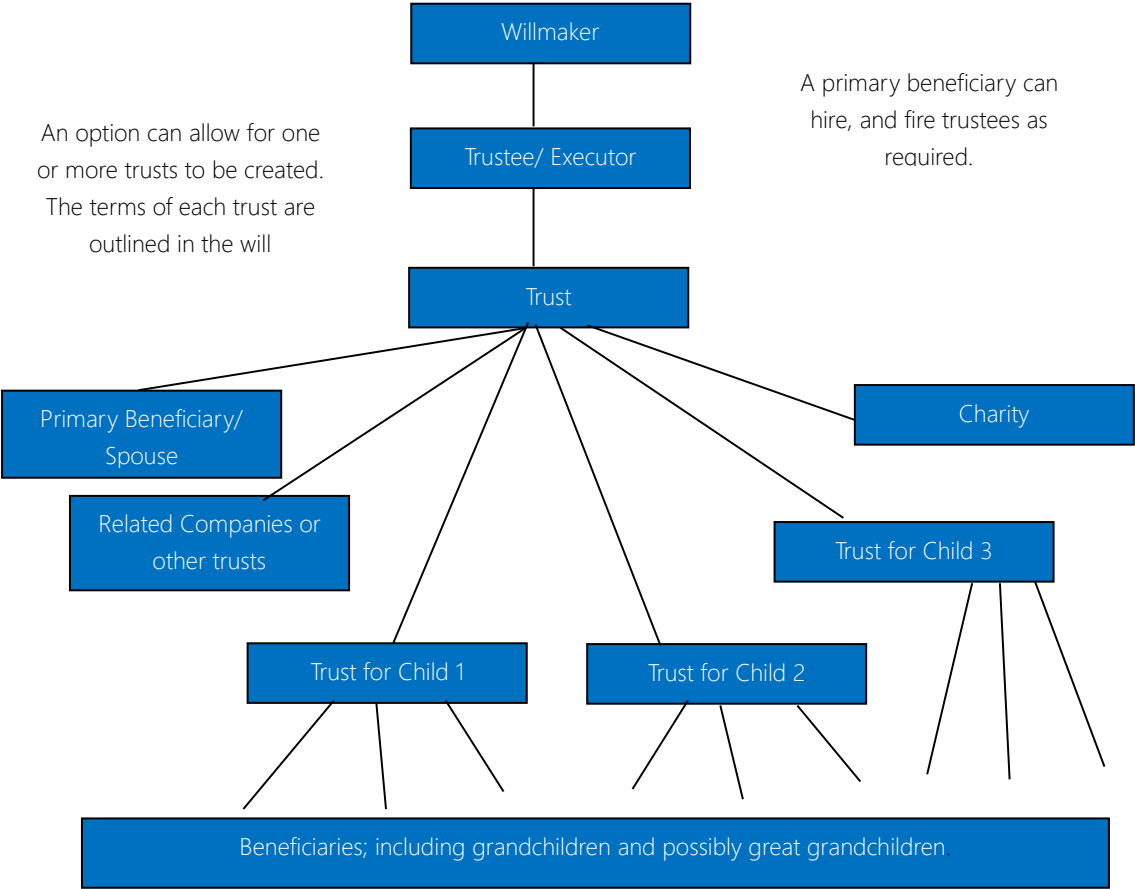 Willmaker
A primary beneficiary can
hire, and fire trustees as
required.
An option can allow for one
or more trusts to be created.
The terms of each trust are
outlined in the will
Trustee/ Executor
Trust
Primary Beneficiary/
Spouse
Charity
Related Companies or
other trusts
Trust for Child 3
Trust for Child 1
Trust for Child 2
Beneficiaries; including grandchildren and possibly great grandchildren.